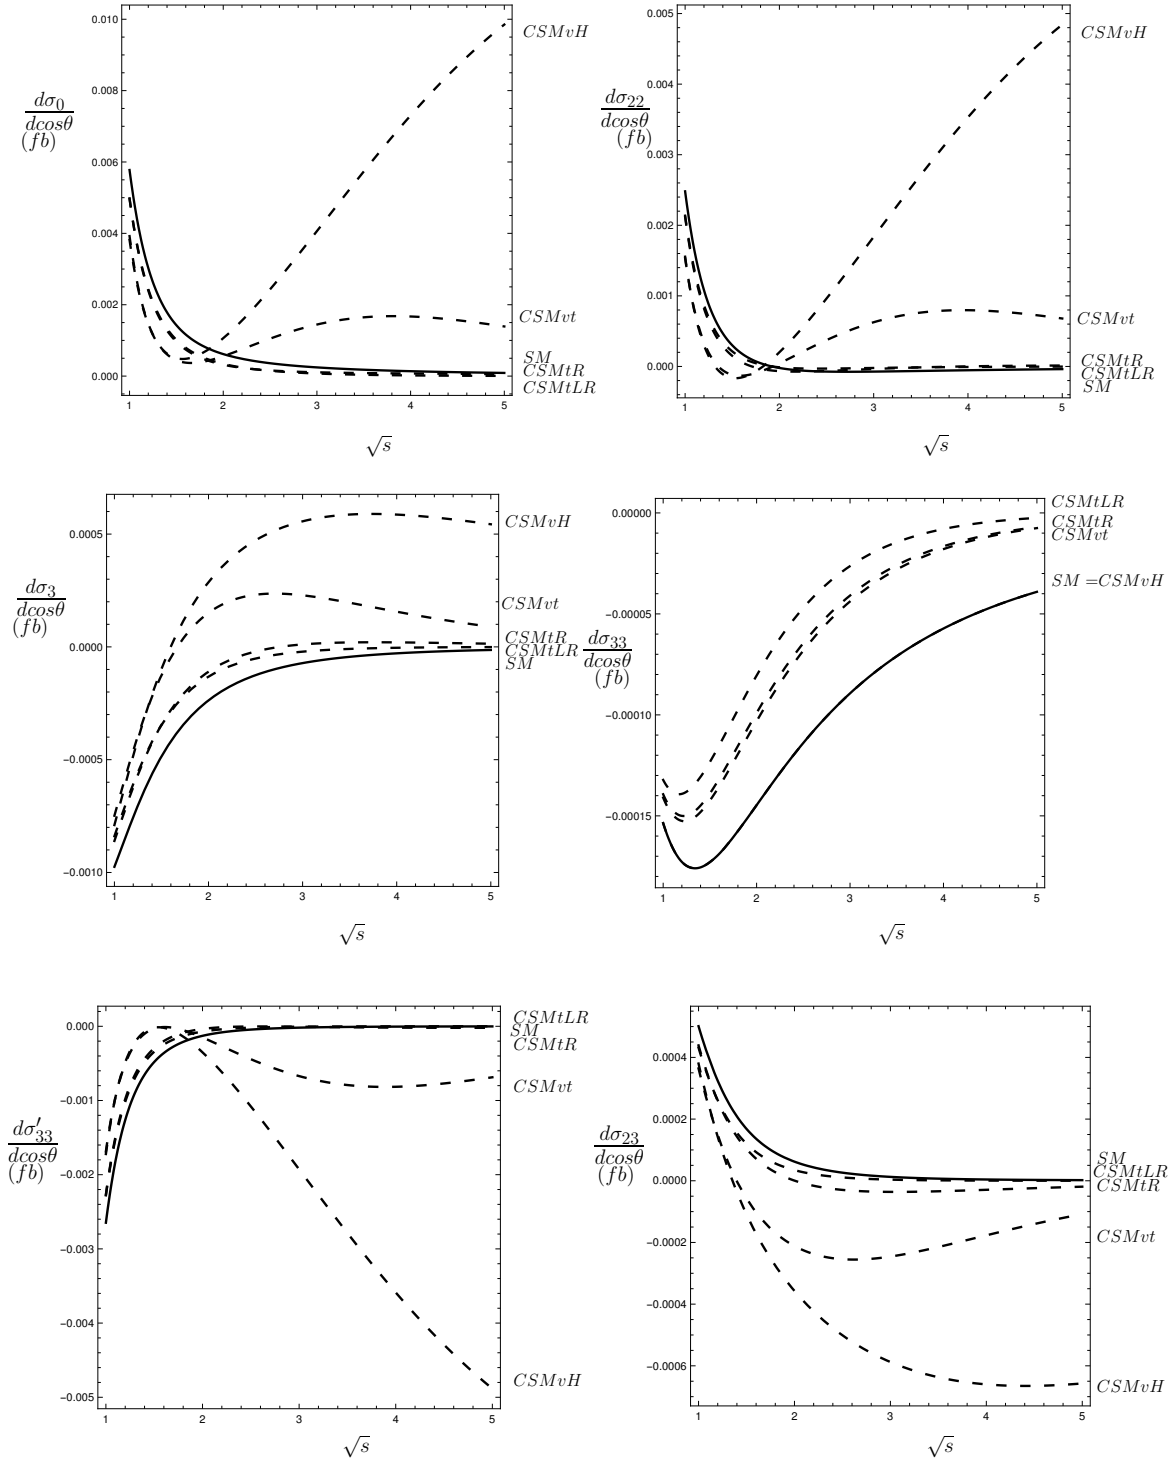 0.010
0.008
0.006
0.004
0.002
0.000
1 2 3 4 5
dσ₀
dcosθ
(fb)
√s
CSMvH
CSMvt
SM
CSMtR
CSMtLR
0.005
0.004
0.003
0.002
0.001
0.000
1 2 3 4 5
dσ₂₂
dcosθ
(fb)
√s
CSMvH
CSMvt
CSMtR
CSMtLR
SM
0.0005
0.0000
−0.0005
−0.0010
1 2 3 4 5
dσ₃
dcosθ
(fb)
√s
CSMvH
CSMvt
CSMtR
CSMtLR
SM
0.00000
−0.00005
−0.00010
−0.00015
1 2 3 4 5
dσ₃₃
dcosθ
(fb)
√s
CSMtLR
CSMtR
CSMvt
SM =CSMvH
0.000
−0.001
−0.002
−0.003
−0.004
−0.005
1 2 3 4 5
dσ′₃₃
dcosθ
(fb)
√s
CSMtLR
SM
CSMtR
CSMvt
CSMvH
0.0004
0.0002
0.0000
−0.0002
−0.0004
−0.0006
1 2 3 4 5
dσ₂₃
dcosθ
(fb)
√s
SM
CSMtLR
CSMtR
CSMvt
CSMvH